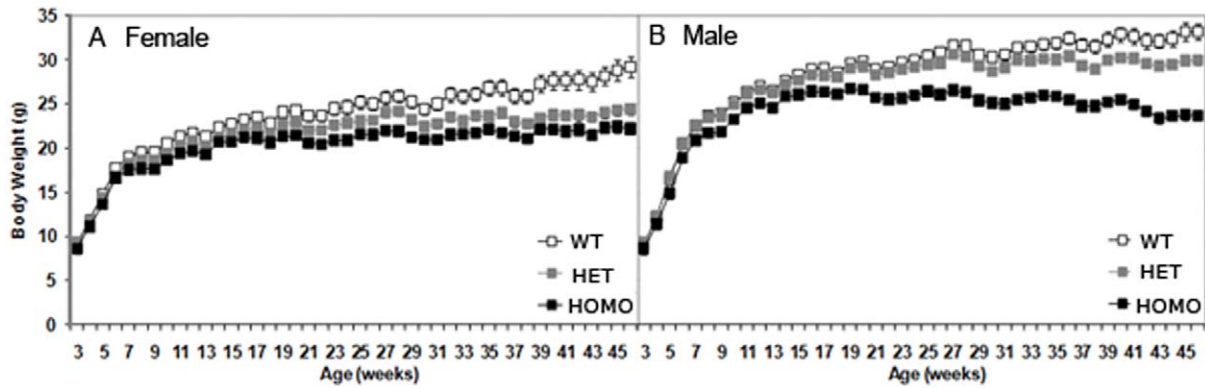 A Female
B Male
35
30
25
20
15
10
5
0
Body Weight (g)
WT
HET
HOMO
WT
HET
HOMO
3 5 7 9 11 13 15 17 19 21 23 25 27 29 31 33 35 37 39 41 43 45
3 5 7 9 11 13 15 17 19 21 23 25 27 29 31 33 35 37 39 41 43 45
Age (weeks)
Age (weeks)